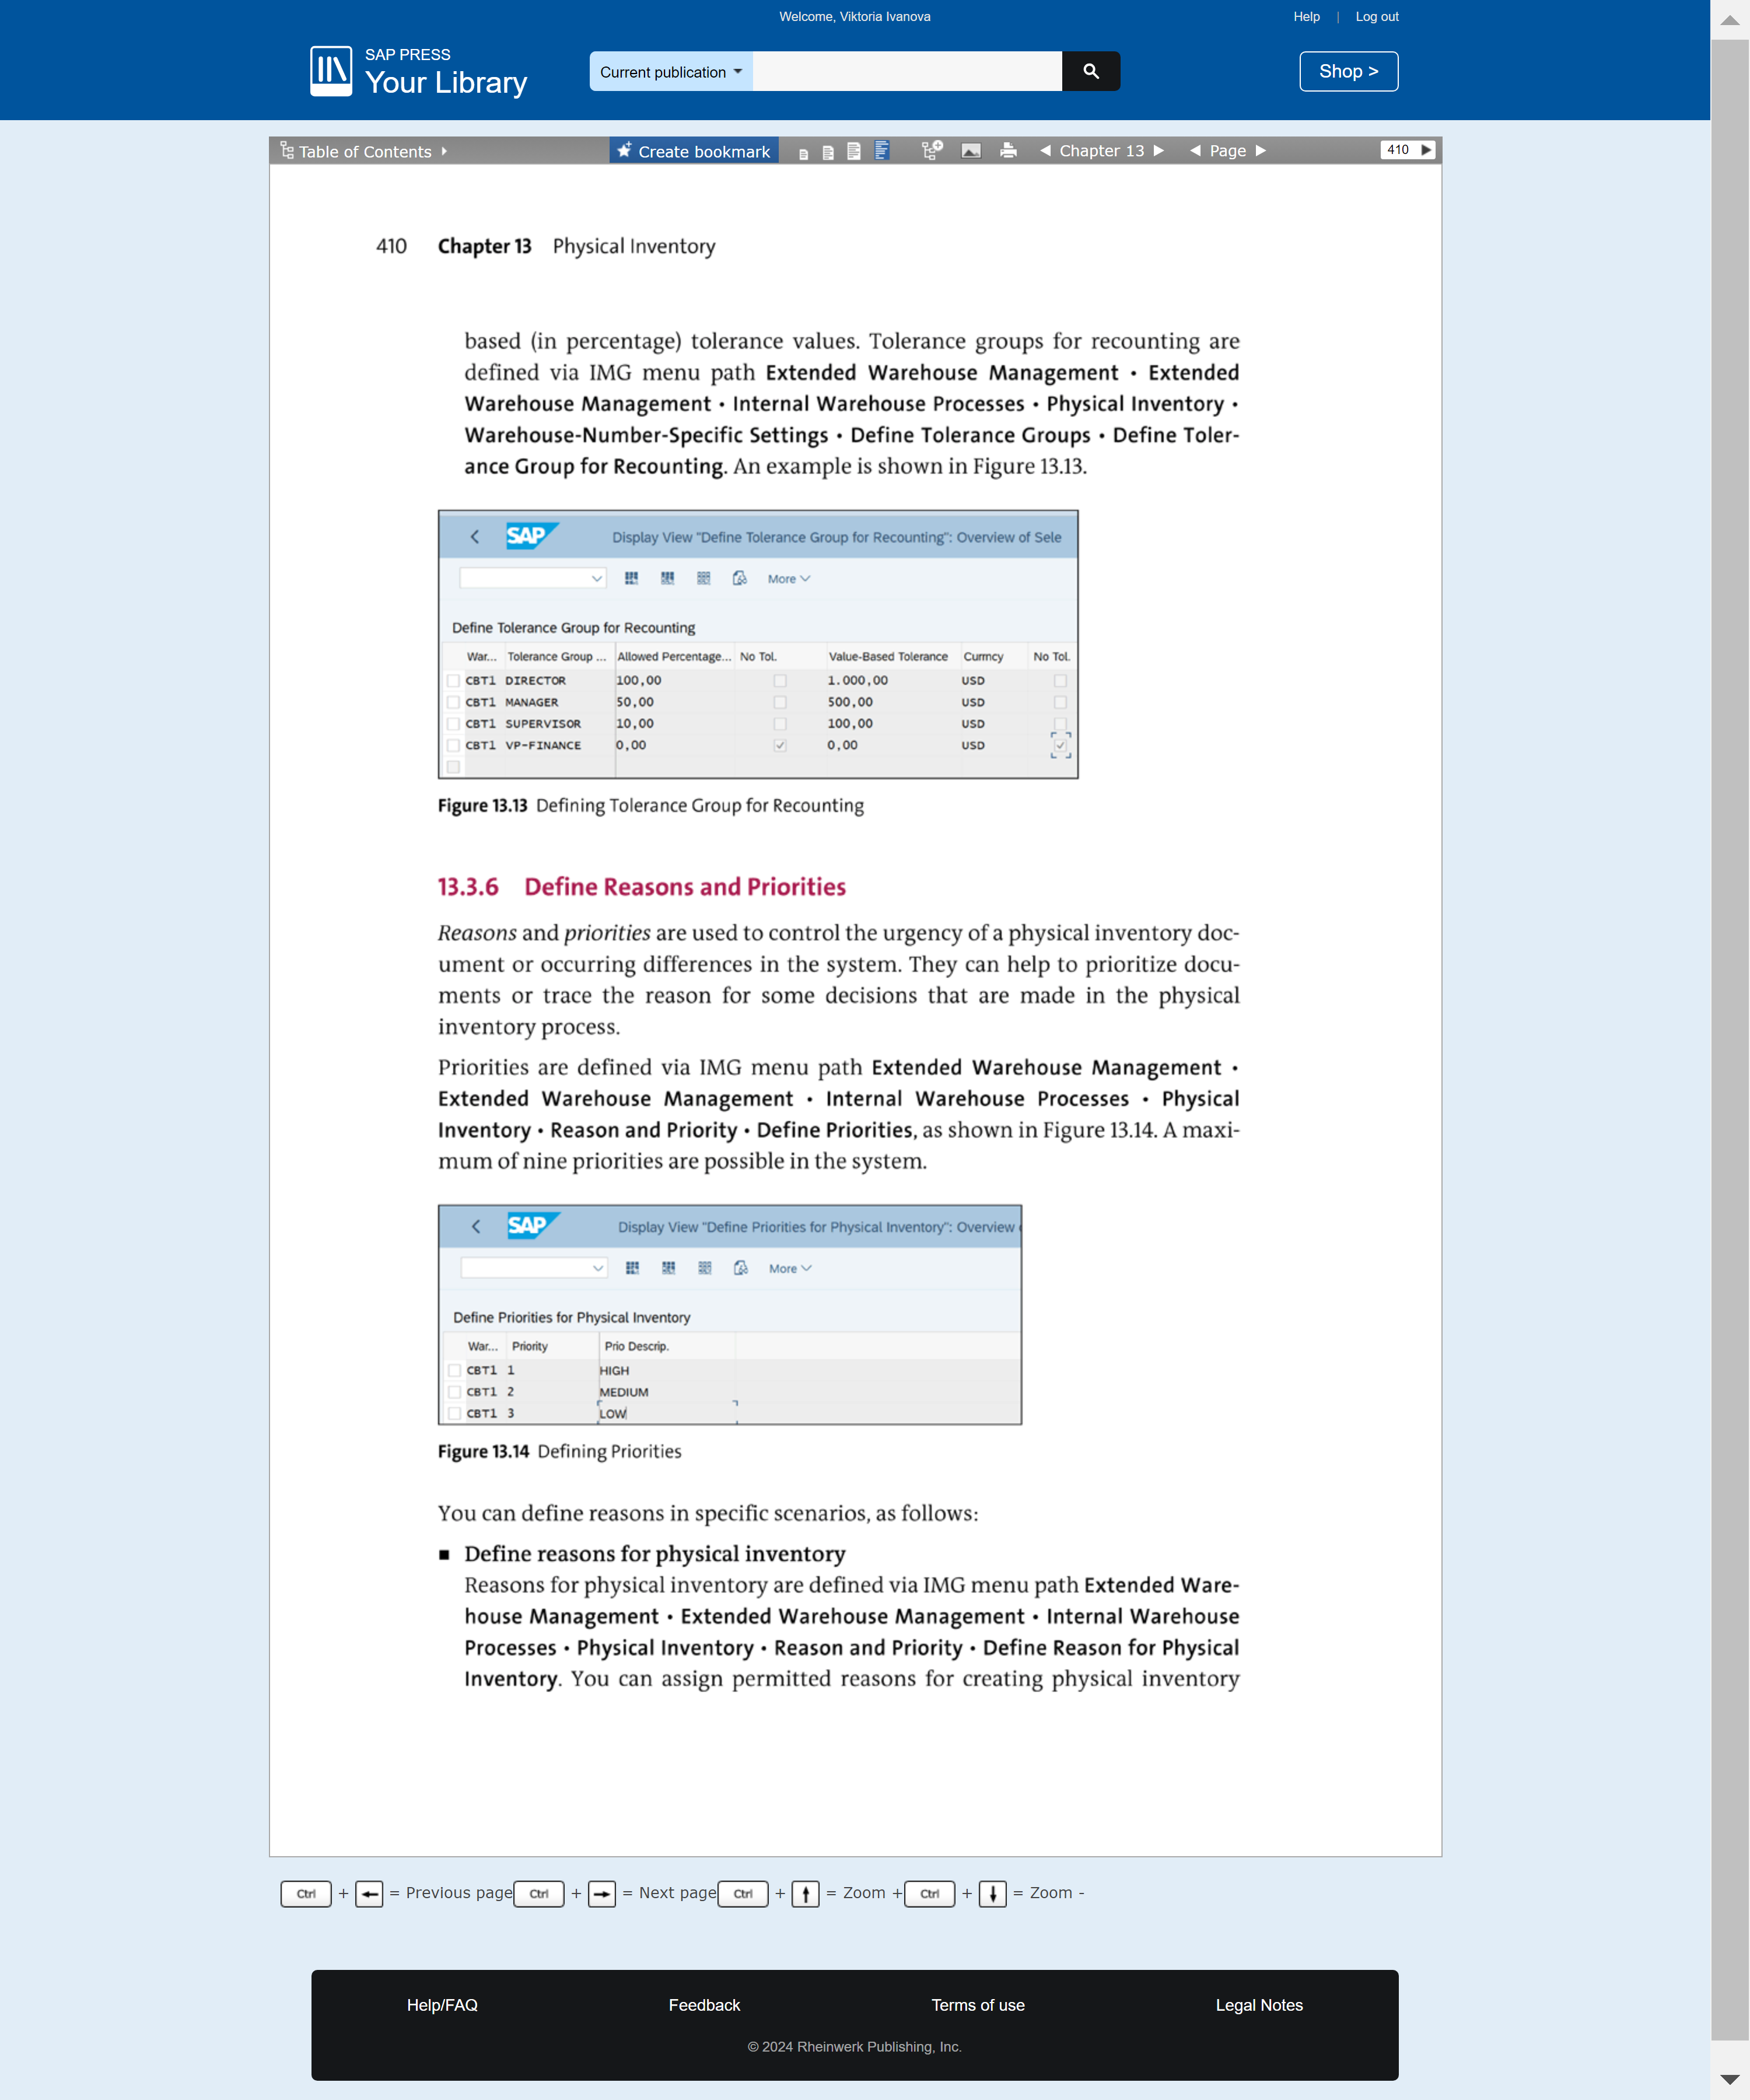 Welcome, Viktoria Ivanova
Help | Log out
SAP PRESS
Your Library
Current publication
Shop >
Table of Contents
Create bookmark
Chapter 13
Page
410
410 Chapter 13 Physical Inventory
based (in percentage) tolerance values. Tolerance groups for recounting are
defined via IMG menu path Extended Warehouse Management • Extended
Warehouse Management • Internal Warehouse Processes • Physical Inventory •
Warehouse-Number-Specific Settings • Define Tolerance Groups • Define Toler-
ance Group for Recounting. An example is shown in Figure 13.13.
SAP Display View "Define Tolerance Group for Recounting": Overview of Sele
More
Define Tolerance Group for Recounting
War... Tolerance Group ... Allowed Percentage... No Tol. Value-Based Tolerance Currncy No Tol.
CBT1 DIRECTOR 100,00 1.000,00 USD
CBT1 MANAGER 50,00 500,00 USD
CBT1 SUPERVISOR 10,00 100,00 USD
CBT1 VP-FINANCE 0,00 0,00 USD
Figure 13.13 Defining Tolerance Group for Recounting
13.3.6 Define Reasons and Priorities
Reasons and priorities are used to control the urgency of a physical inventory doc-
ument or occurring differences in the system. They can help to prioritize docu-
ments or trace the reason for some decisions that are made in the physical
inventory process.
Priorities are defined via IMG menu path Extended Warehouse Management •
Extended Warehouse Management • Internal Warehouse Processes • Physical
Inventory • Reason and Priority • Define Priorities, as shown in Figure 13.14. A maxi-
mum of nine priorities are possible in the system.
SAP Display View "Define Priorities for Physical Inventory": Overview
More
Define Priorities for Physical Inventory
War... Priority Prio Descrip.
CBT1 1 HIGH
CBT1 2 MEDIUM
CBT1 3 LOW
Figure 13.14 Defining Priorities
You can define reasons in specific scenarios, as follows:
■ Define reasons for physical inventory
Reasons for physical inventory are defined via IMG menu path Extended Ware-
house Management • Extended Warehouse Management • Internal Warehouse
Processes • Physical Inventory • Reason and Priority • Define Reason for Physical
Inventory. You can assign permitted reasons for creating physical inventory
Ctrl + ← = Previous page Ctrl + → = Next page Ctrl + ↑ = Zoom + Ctrl + ↓ = Zoom -
Help/FAQ Feedback Terms of use Legal Notes
© 2024 Rheinwerk Publishing, Inc.